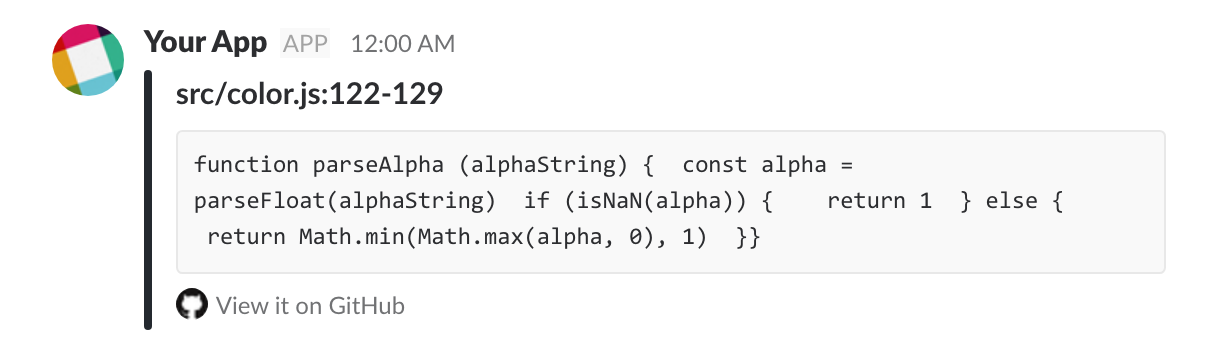 Your App APP 12:00 AM
src/color.js:122-129
function parseAlpha (alphaString) {  const alpha =
parseFloat(alphaString)  if (isNaN(alpha)) {    return 1  } else {
 return Math.min(Math.max(alpha, 0), 1)  }}
View it on GitHub